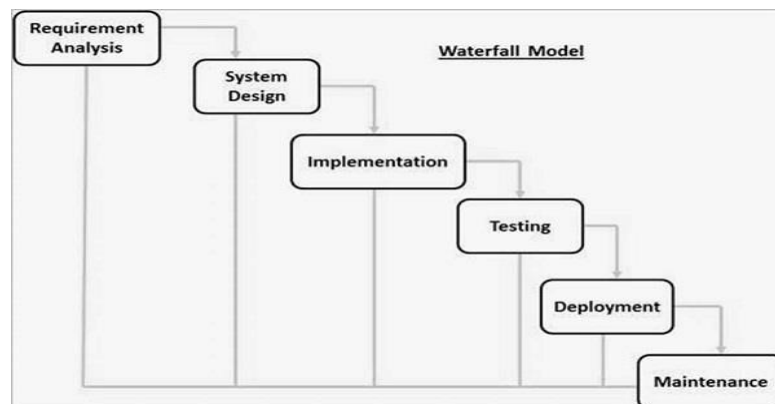 Requirement
Analysis
Waterfall Model
System
Design
Implementation
Testing
Deployment
Maintenance